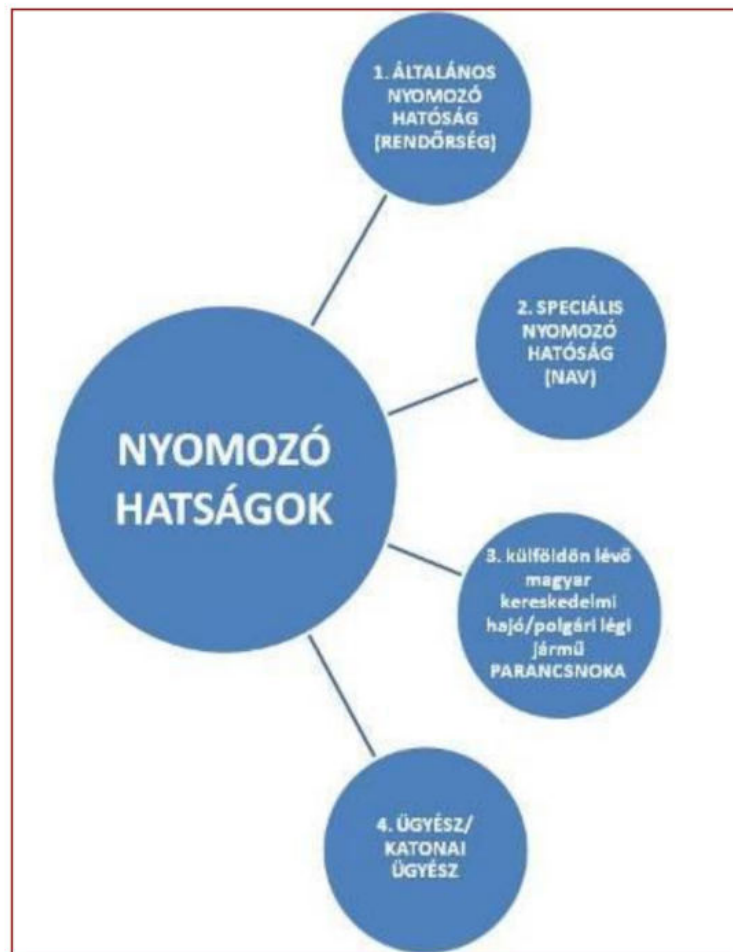 1. ÁLTALÁNOS
NYOMOZÓ
HATÓSÁG
(RENDŐRSÉG)
2. SPECIÁLIS
NYOMOZÓ
HATÓSÁG
(NAV)
NYOMOZÓ
HATSÁGOK
3. külföldön lévő
magyar
kereskedelmi
hajó/polgári légi
jármű
PARANCSNOKA
4. ÜGYÉSZ/
KATONAI
ÜGYÉSZ